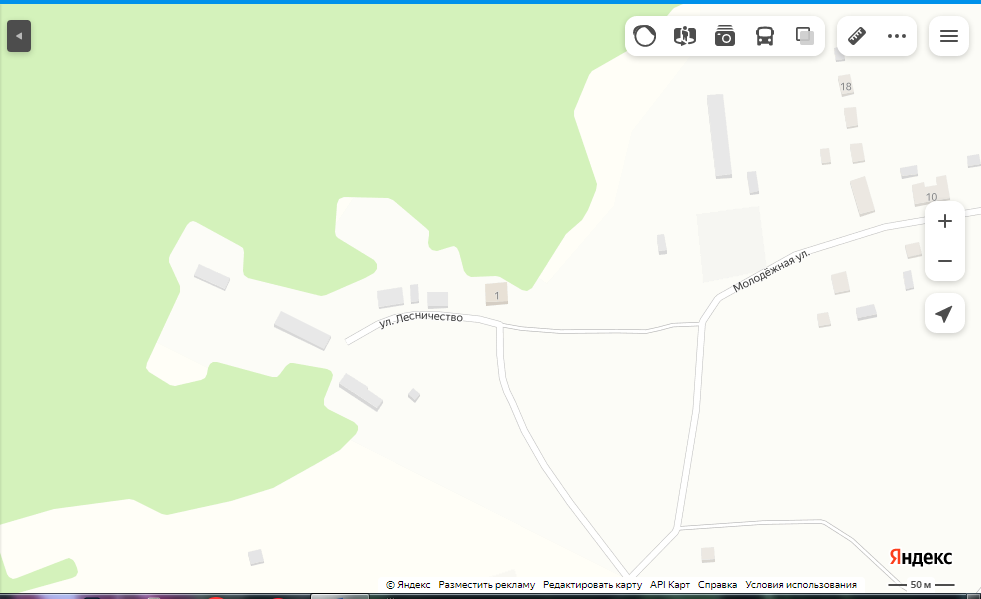 18
10
Молодёжная ул.
1
ул. Лесничество
Яндекс
© Яндекс Разместить рекламу Редактировать карту API Карт Справка Условия использования 50 м